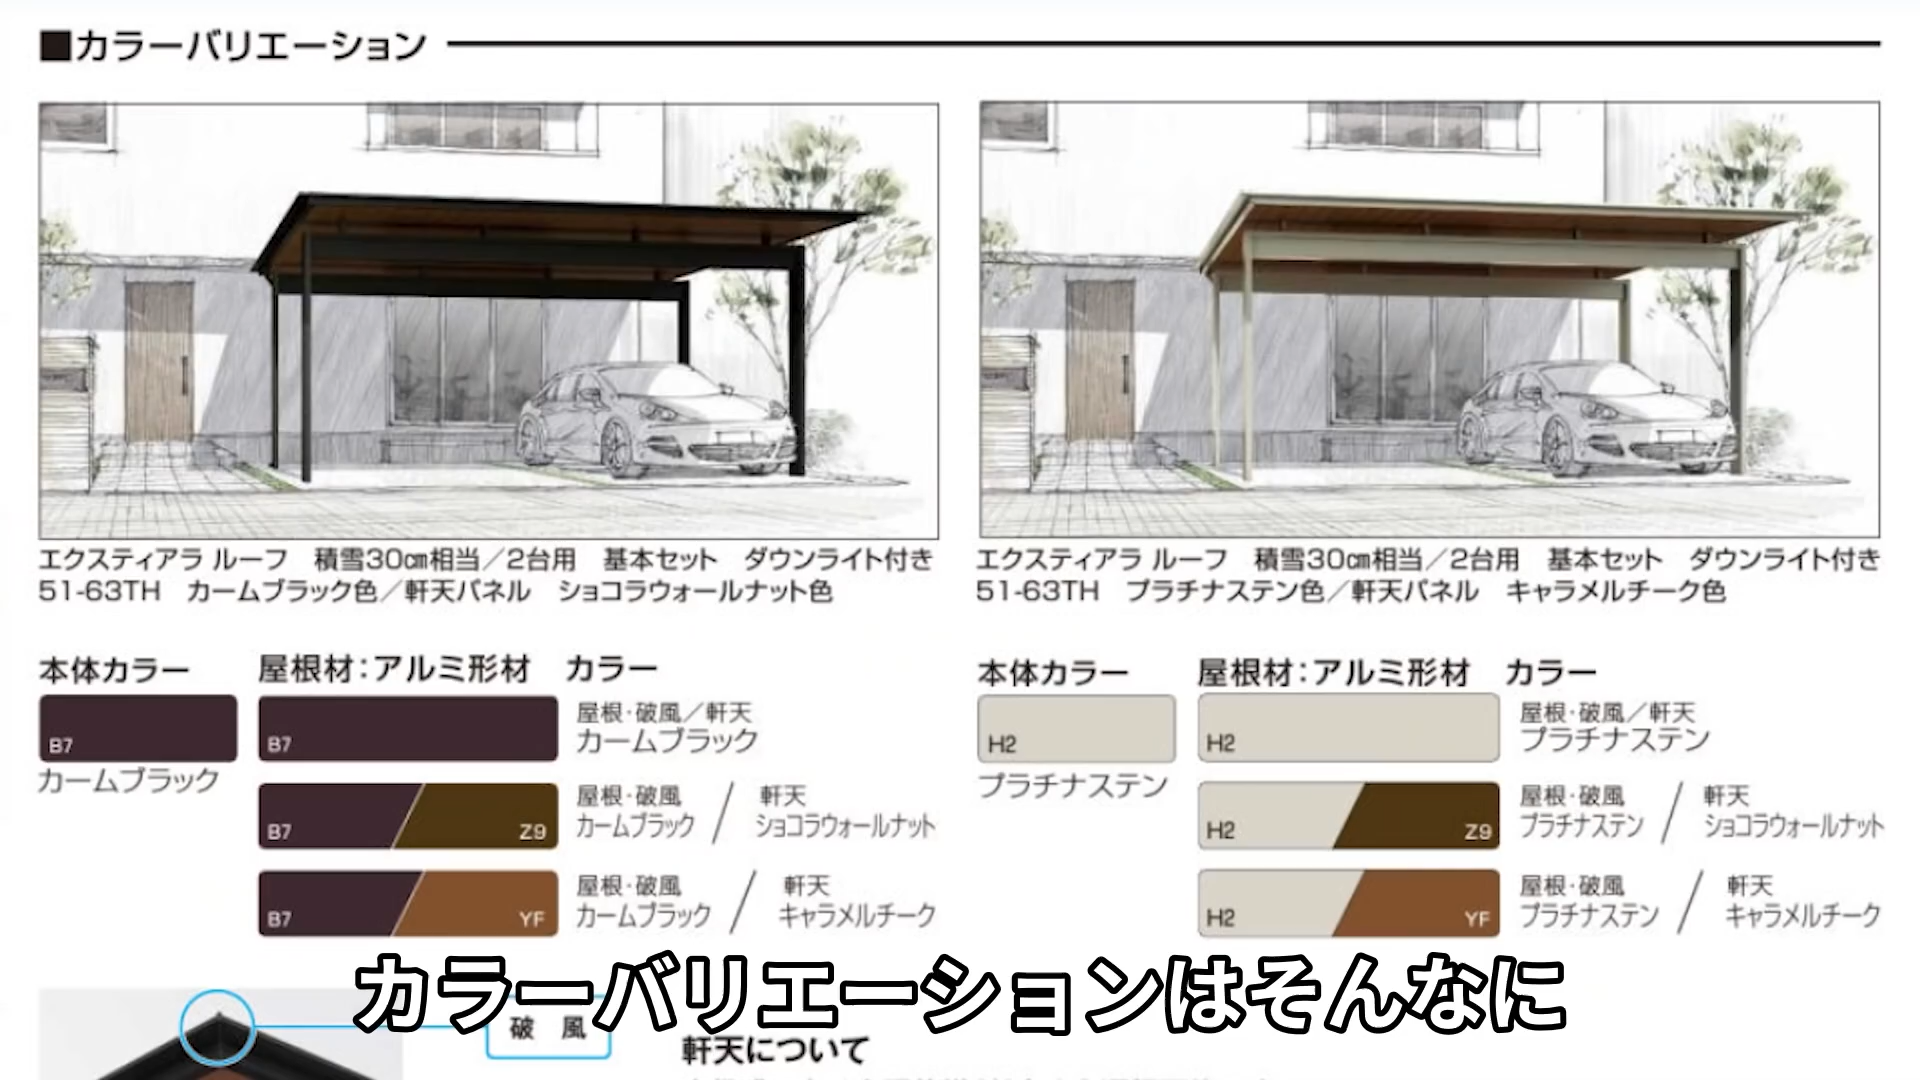 ■カラーバリエーション
エクスティアラ ルーフ　積雪30㎝相当／2台用　基本セット　ダウンライト付き
51-63TH　カームブラック色／軒天パネル　ショコラウォールナット色
エクスティアラ ルーフ　積雪30㎝相当／2台用　基本セット　ダウンライト付き
51-63TH　プラチナステン色／軒天パネル　キャラメルチーク色
本体カラー
B7
カームブラック
屋根材：アルミ形材　カラー
B7
屋根・破風／軒天
カームブラック
B7 Z9
屋根・破風 ／ 軒天
カームブラック ショコラウォールナット
B7 YF
屋根・破風 ／ 軒天
カームブラック キャラメルチーク
本体カラー
H2
プラチナステン
屋根材：アルミ形材　カラー
H2
屋根・破風／軒天
プラチナステン
H2 Z9
屋根・破風 ／ 軒天
プラチナステン ショコラウォールナット
H2 YF
屋根・破風 ／ 軒天
プラチナステン キャラメルチーク
カラーバリエーションはそんなに
破　風
軒天について